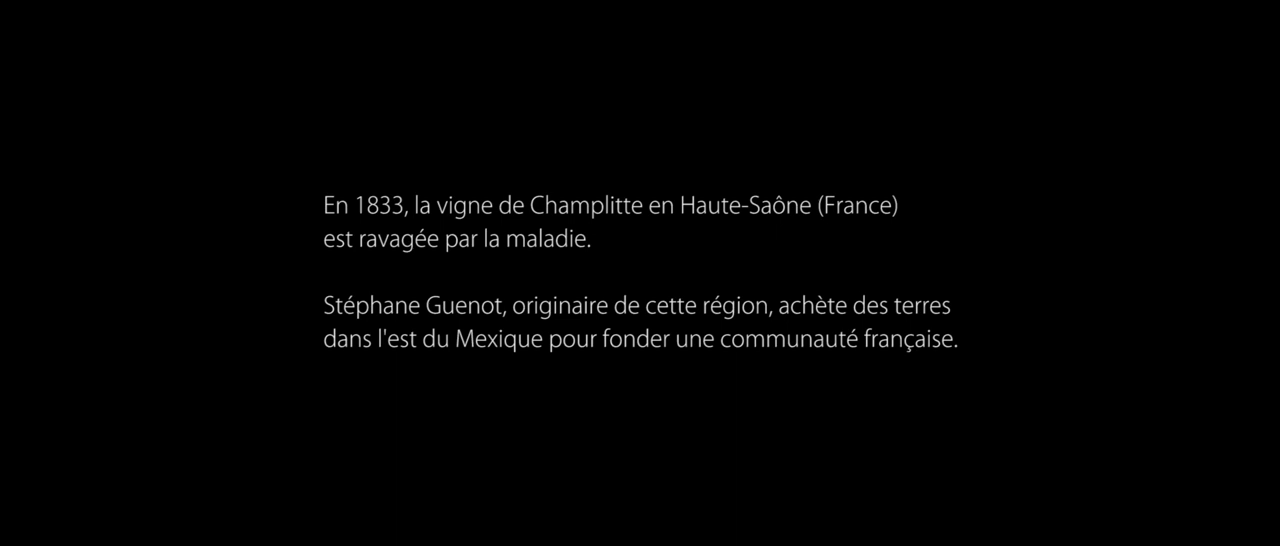 En 1833, la vigne de Champlitte en Haute-Saône (France)
est ravagée par la maladie.
Stéphane Guenot, originaire de cette région, achète des terres
dans l'est du Mexique pour fonder une communauté française.